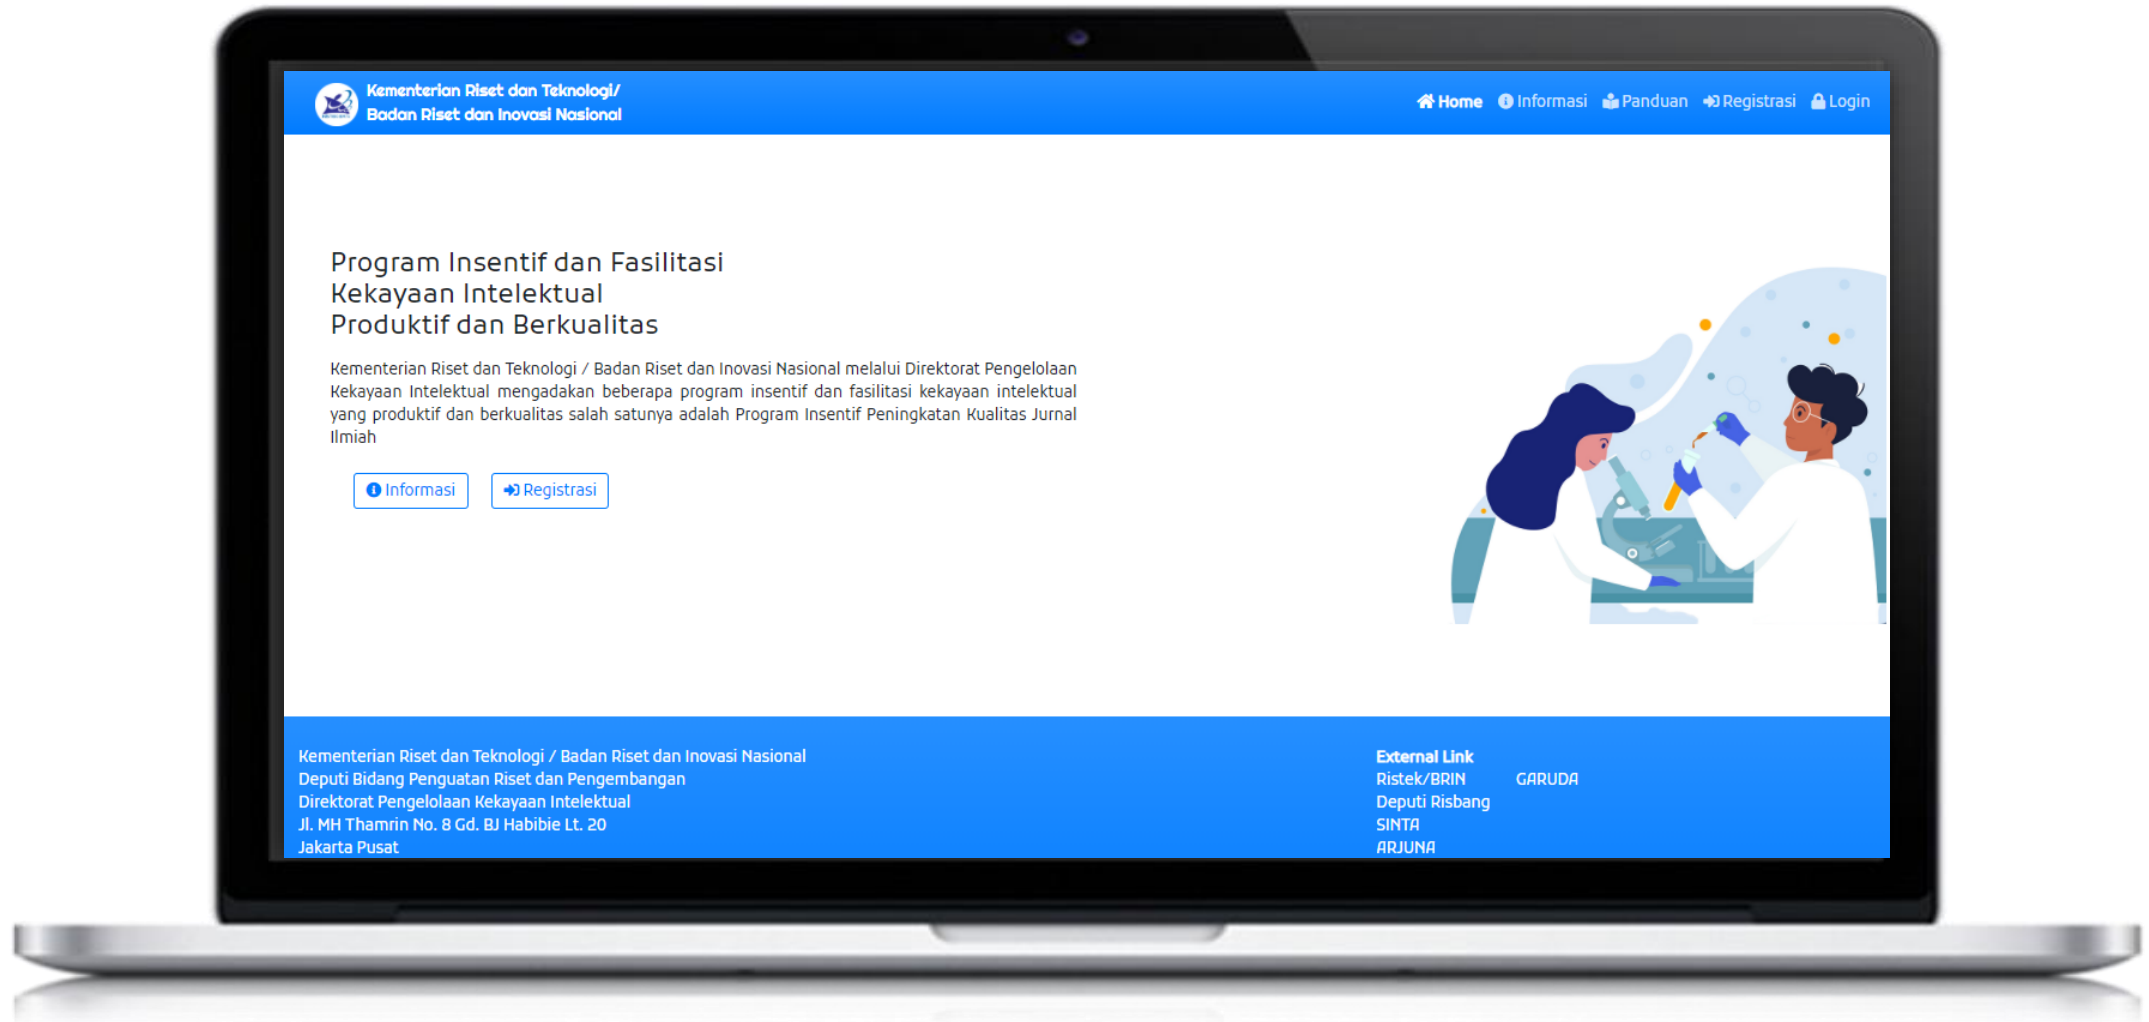 Kementerian Riset dan Teknologi/
Badan Riset dan Inovasi Nasional
Home Informasi Panduan Registrasi Login
Program Insentif dan Fasilitasi
Kekayaan Intelektual
Produktif dan Berkualitas
Kementerian Riset dan Teknologi / Badan Riset dan Inovasi Nasional melalui Direktorat Pengelolaan
Kekayaan Intelektual mengadakan beberapa program insentif dan fasilitasi kekayaan intelektual
yang produktif dan berkualitas salah satunya adalah Program Insentif Peningkatan Kualitas Jurnal
Ilmiah
Informasi Registrasi
Kementerian Riset dan Teknologi / Badan Riset dan Inovasi Nasional
Deputi Bidang Penguatan Riset dan Pengembangan
Direktorat Pengelolaan Kekayaan Intelektual
Jl. MH Thamrin No. 8 Gd. BJ Habibie Lt. 20
Jakarta Pusat
External Link
Ristek/BRIN GARUDA
Deputi Risbang
SINTA
ARJUNA